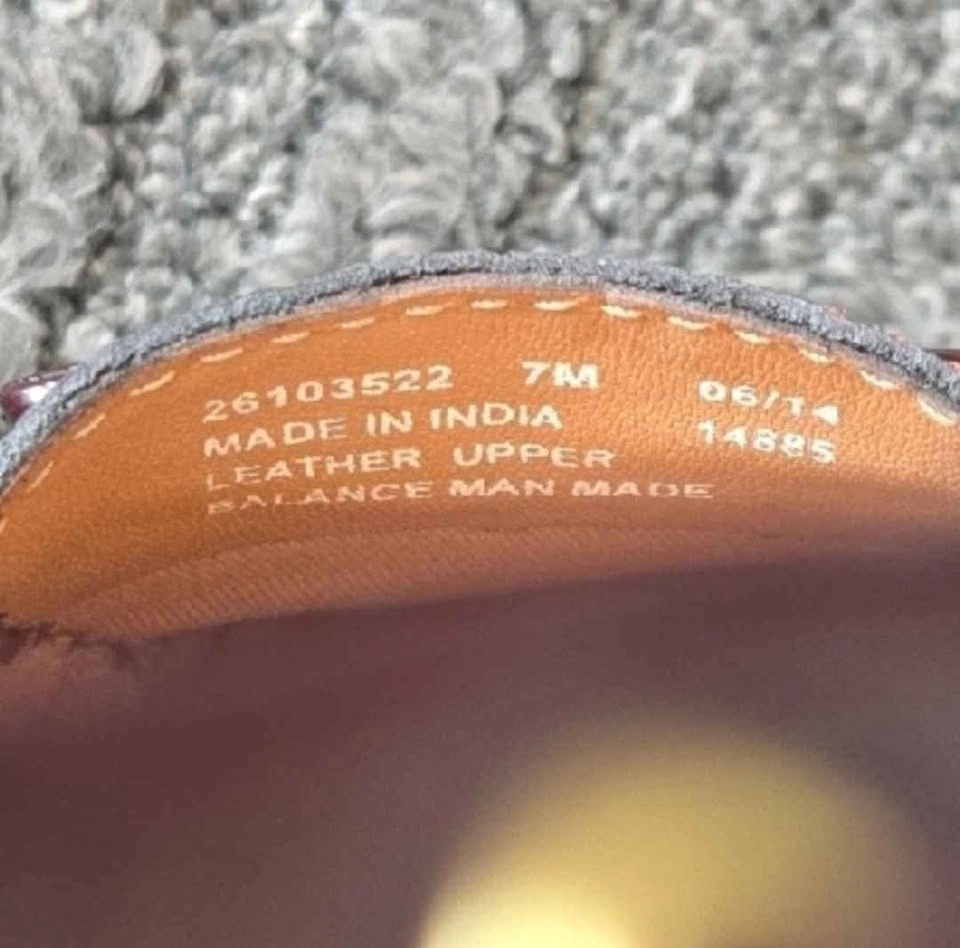 26103522 7M 06/14
MADE IN INDIA 14885
LEATHER UPPER
BALANCE MAN MADE